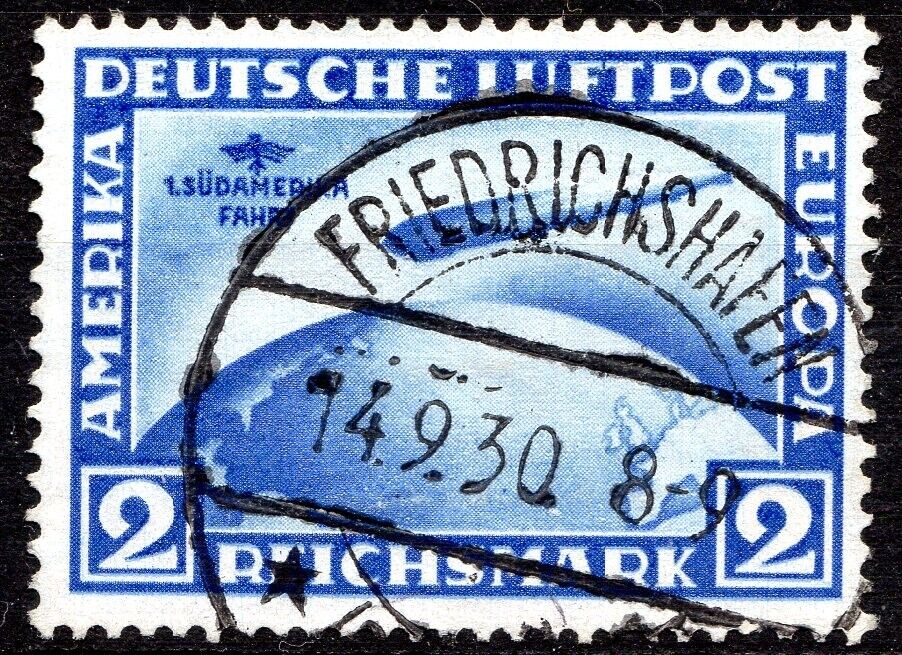 DEUTSCHE LUFTPOST
AMERIKA
EUROPA
1.SÜDAMERIKA
FAHRT
FRIEDRICHSHAFEN
14.9.30. 8-9
2 REICHSMARK 2